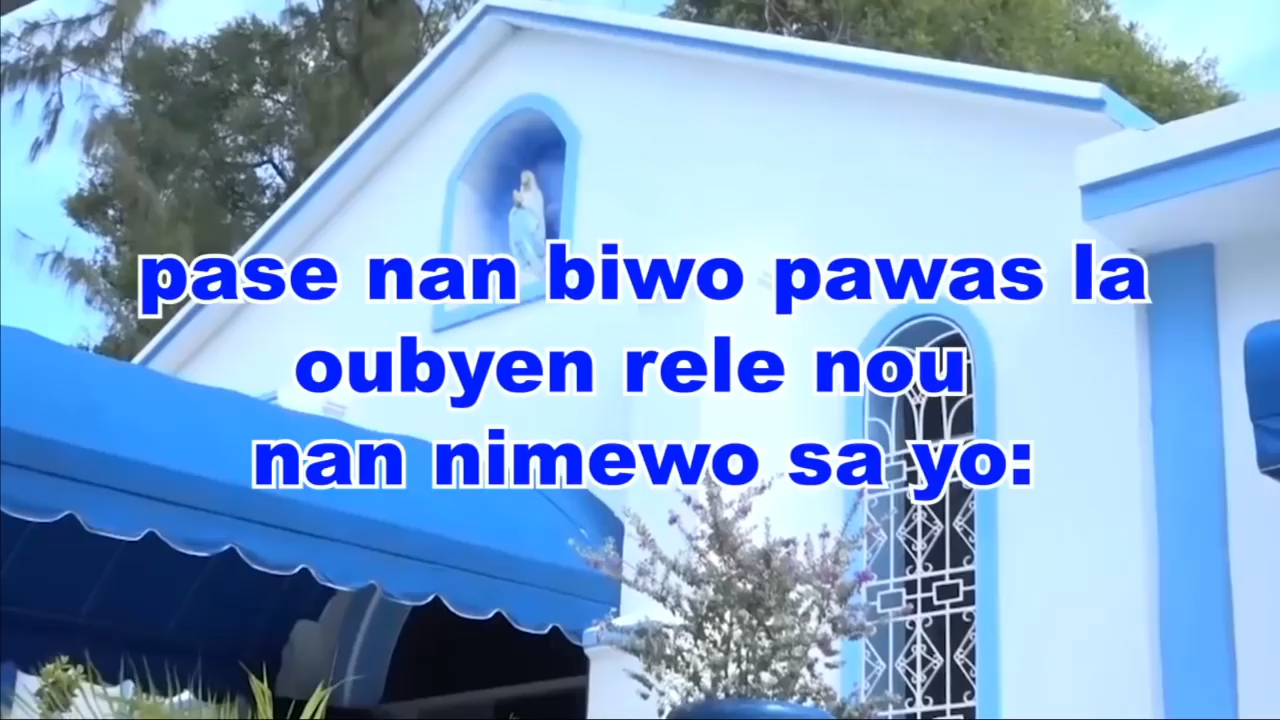 pase nan biwo pawas la
oubyen rele nou
nan nimewo sa yo: